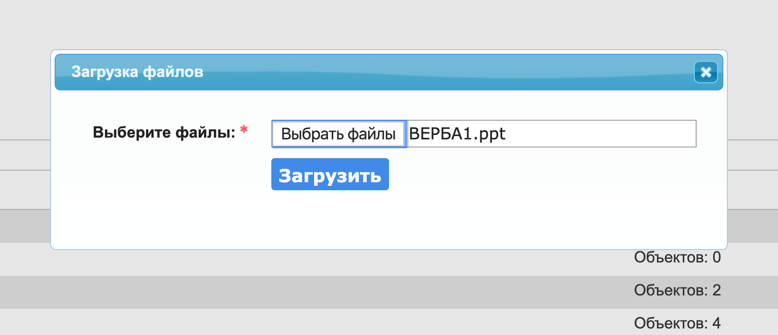 Загрузка файлов
Выберите файлы: * Выбрать файлы ВЕРБА1.ppt
Загрузить
Объектов: 0
Объектов: 2
Объектов: 4